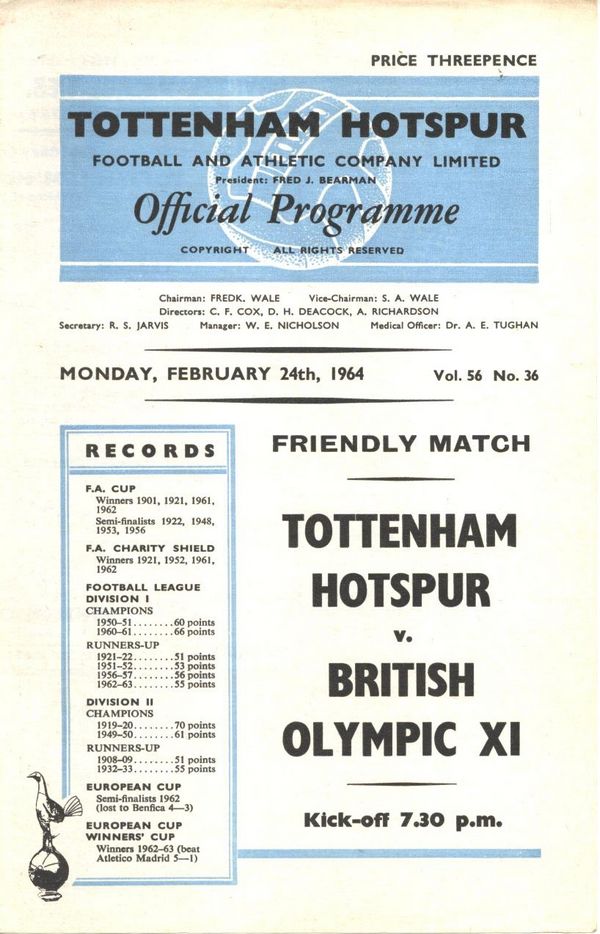 PRICE THREEPENCE
TOTTENHAM HOTSPUR
FOOTBALL AND ATHLETIC COMPANY LIMITED
President: FRED J. BEARMAN
Official Programme
COPYRIGHT ALL RIGHTS RESERVED
Chairman: FREDK. WALE Vice-Chairman: S. A. WALE
Directors: C. F. COX, D. H. DEACOCK, A. RICHARDSON
Secretary: R. S. JARVIS Manager: W. E. NICHOLSON Medical Officer: Dr. A. E. TUGHAN
MONDAY, FEBRUARY 24th, 1964 Vol. 56 No. 36
RECORDS
F.A. CUP
Winners 1901, 1921, 1961,
1962
Semi-finalists 1922, 1948,
1953, 1956
F.A. CHARITY SHIELD
Winners 1921, 1952, 1961,
1962
FOOTBALL LEAGUE
DIVISION I
CHAMPIONS
1950-51........60 points
1960-61........66 points
RUNNERS-UP
1921-22........51 points
1951-52........53 points
1956-57........56 points
1962-63........55 points
DIVISION II
CHAMPIONS
1919-20........70 points
1949-50........61 points
RUNNERS-UP
1908-09........51 points
1932-33........55 points
EUROPEAN CUP
Semi-finalists 1962
(lost to Benfica 4—3)
EUROPEAN CUP
WINNERS' CUP
Winners 1962-63 (beat
Atletico Madrid 5—1)
FRIENDLY MATCH
TOTTENHAM
HOTSPUR
v.
BRITISH
OLYMPIC XI
Kick-off 7.30 p.m.